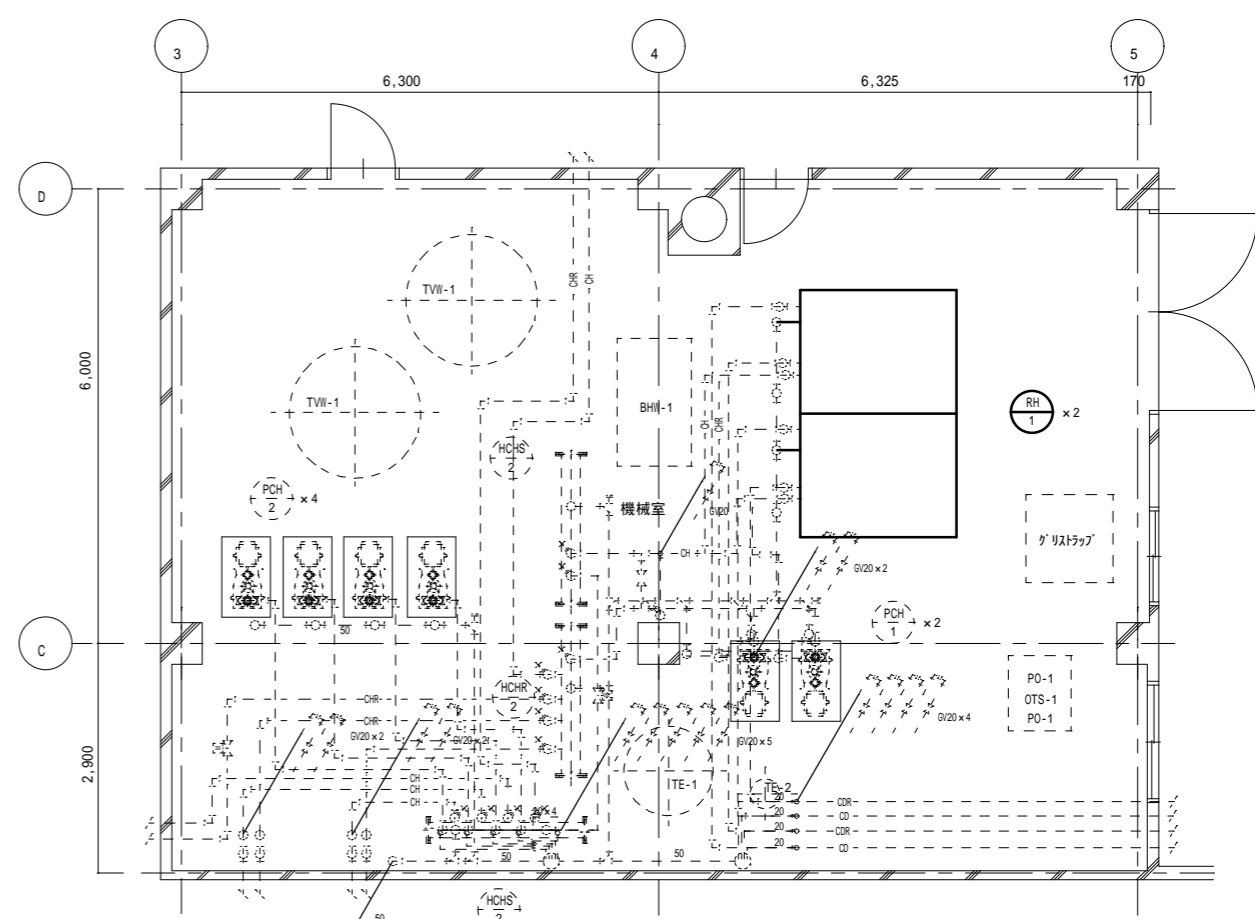 3
4
5
6,300
6,325
170
D
6,000
C
2,900
TVW-1
TVW-1
CHR
CH
BHW-1
CH
CHR
RH
1
×2
HCHS
2
PCH
2
×4
機械室
GV20
CH
グリストラップ
GV20×2
PCH
1
×2
50
HCHR
2
PO-1
OTS-1
PO-1
CHR
CHR
GV20×2
GV20×2
GV20×5
GV20×4
TE-1
TE-2
CH
CH
CH
20×4
20
CDR
20
CD
20
CDR
20
CD
50
50
HCHS
2
50